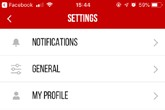 Facebook 15:44 59%
SETTINGS
NOTIFICATIONS
GENERAL
MY PROFILE